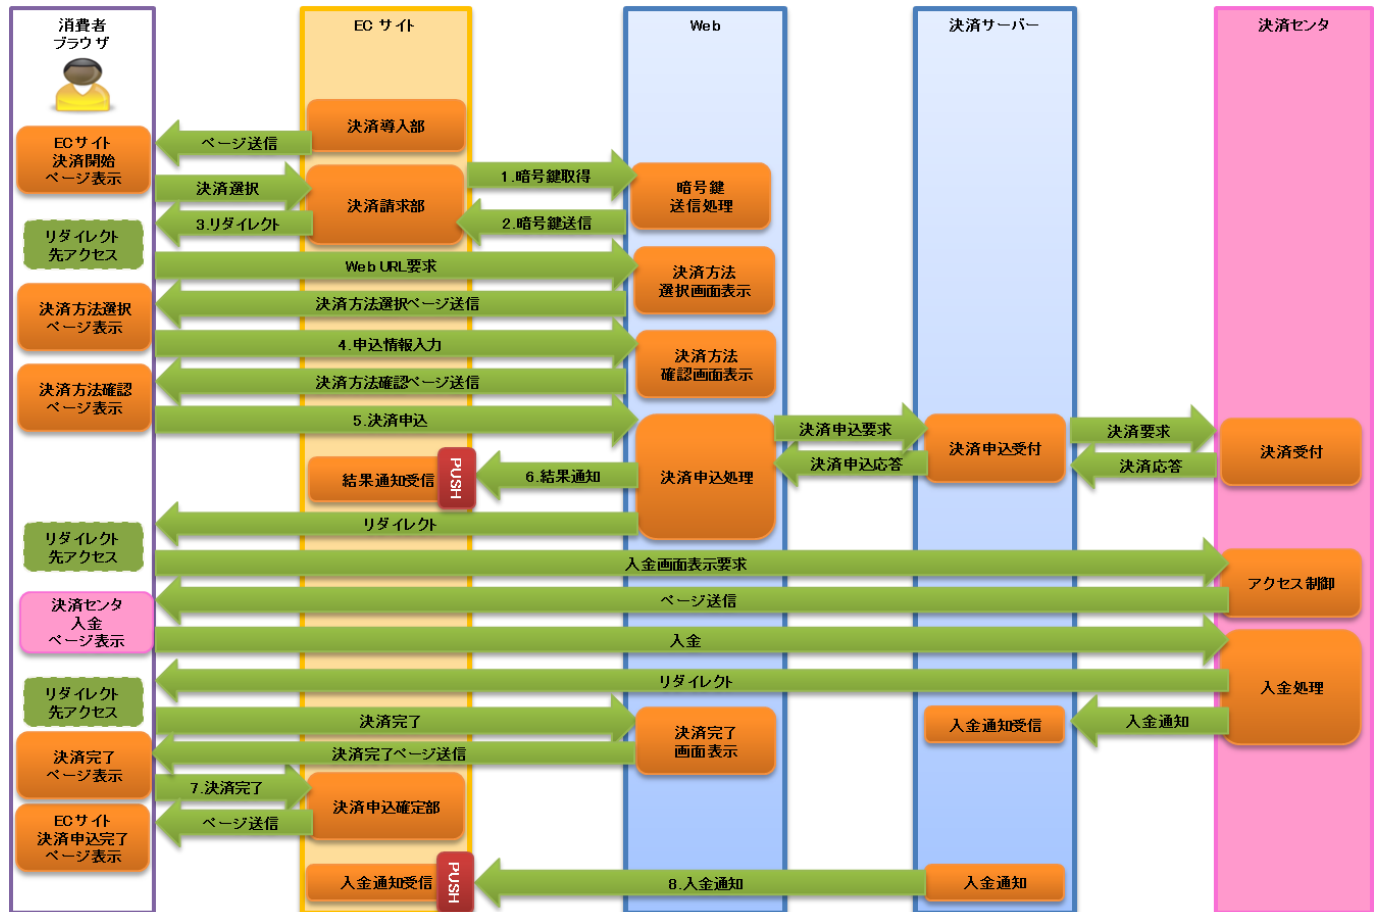 消費者
ブラウザ
ECサイト
Web
決済サーバー
決済センタ
決済導入部
ページ送信
ECサイト
決済開始
ページ表示
決済選択
決済請求部
1.暗号鍵取得
暗号鍵
送信処理
3.リダイレクト
2.暗号鍵送信
リダイレクト
先アクセス
Web URL要求
決済方法
選択画面表示
決済方法選択ページ送信
決済方法選択
ページ表示
4.申込情報入力
決済方法
確認画面表示
決済方法確認ページ送信
決済方法確認
ページ表示
5.決済申込
決済申込要求
決済申込受付
決済要求
決済受付
決済申込応答
決済応答
結果通知受信
PUSH
6.結果通知
決済申込処理
リダイレクト
リダイレクト
先アクセス
入金画面表示要求
アクセス制御
ページ送信
決済センタ
入金
ページ表示
入金
入金処理
リダイレクト
リダイレクト
先アクセス
決済完了
決済完了
画面表示
入金通知受信
入金通知
決済完了ページ送信
決済完了
ページ表示
7.決済完了
決済申込確定部
ページ送信
ECサイト
決済申込完了
ページ表示
入金通知受信
PUSH
8.入金通知
入金通知